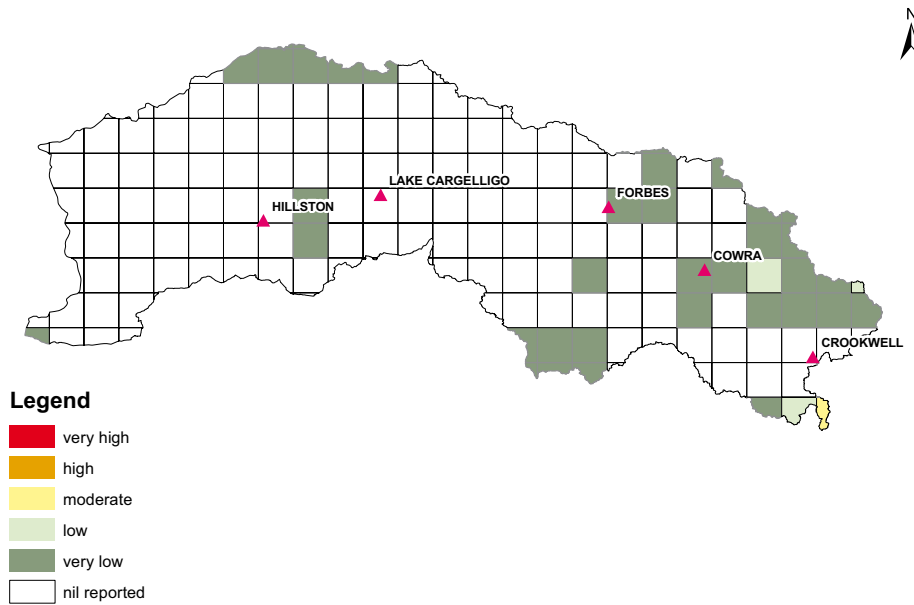 N
LAKE CARGELLIGO
HILLSTON
FORBES
COWRA
CROOKWELL
Legend
very high
high
moderate
low
very low
nil reported